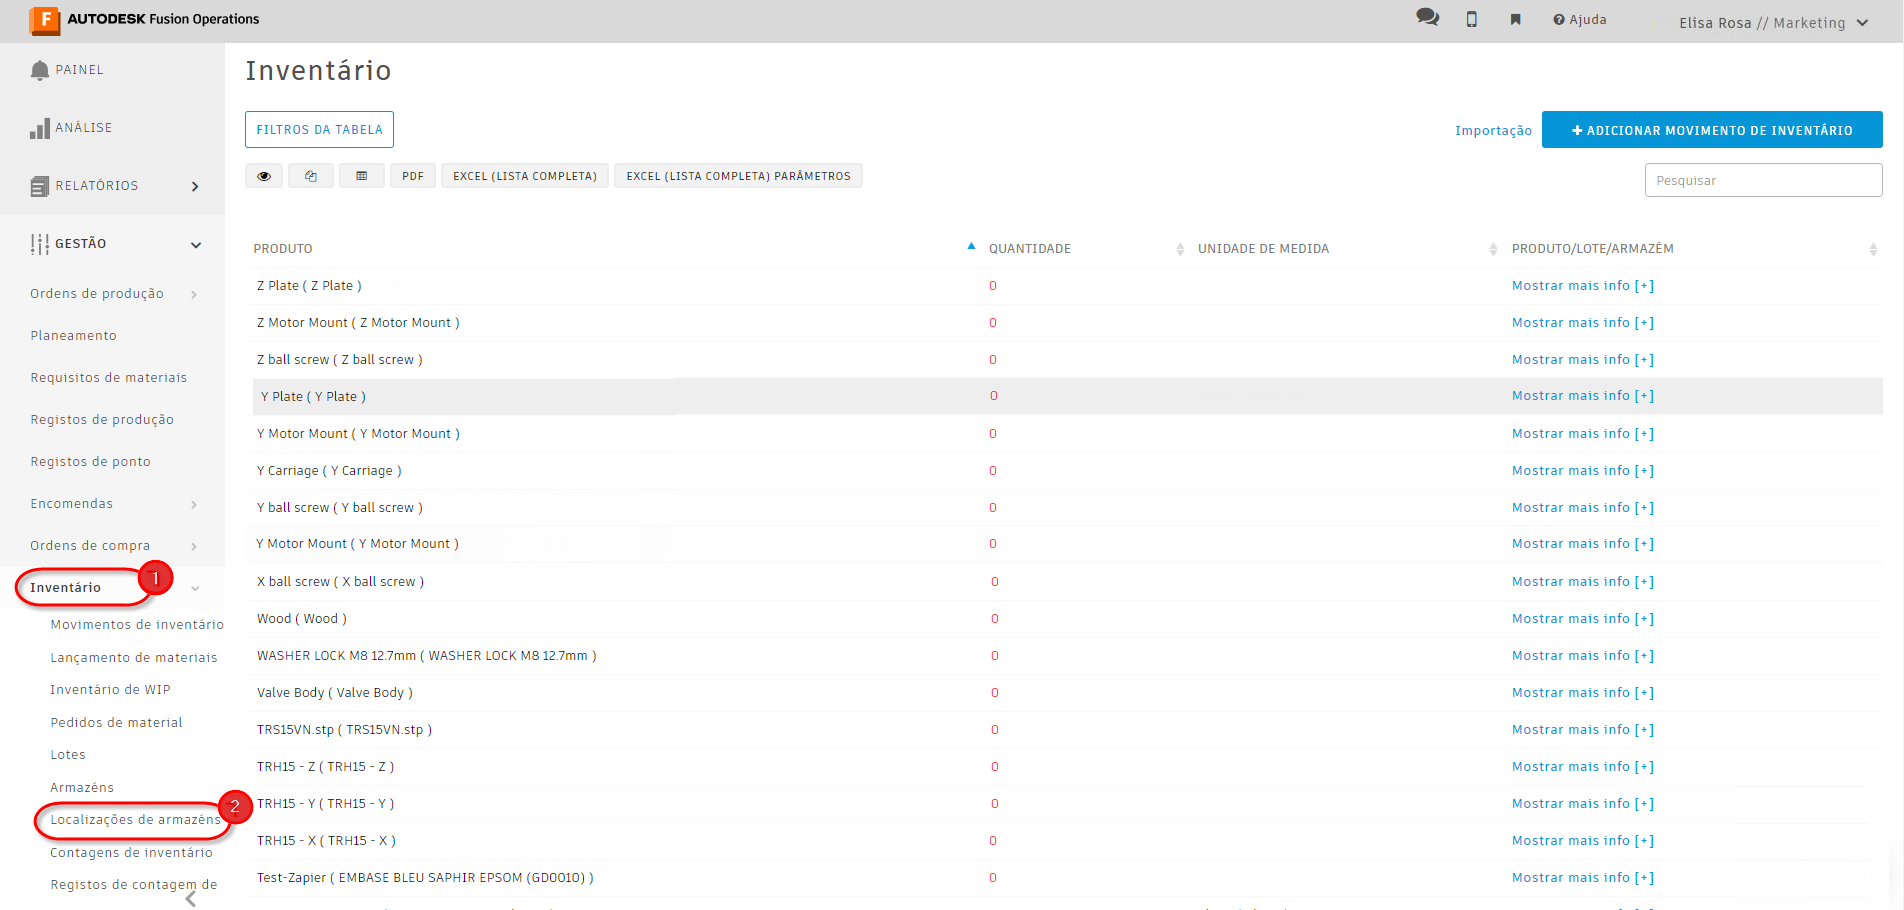 AUTODESK Fusion Operations
Ajuda
Elisa Rosa // Marketing
PAINEL
ANÁLISE
RELATÓRIOS
GESTÃO
Ordens de produção
Planeamento
Requisitos de materiais
Registos de produção
Registos de ponto
Encomendas
Ordens de compra
Inventário
1
Movimentos de inventário
Lançamento de materiais
Inventário de WIP
Pedidos de material
Lotes
Armazéns
Localizações de armazéns
2
Contagens de inventário
Registos de contagem de
Inventário
FILTROS DA TABELA
Importação
+ ADICIONAR MOVIMENTO DE INVENTÁRIO
PDF
EXCEL (LISTA COMPLETA)
EXCEL (LISTA COMPLETA) PARÂMETROS
Pesquisar
PRODUTO QUANTIDADE UNIDADE DE MEDIDA PRODUTO/LOTE/ARMAZÉM
Z Plate ( Z Plate ) 0 Mostrar mais info [+]
Z Motor Mount ( Z Motor Mount ) 0 Mostrar mais info [+]
Z ball screw ( Z ball screw ) 0 Mostrar mais info [+]
Y Plate ( Y Plate ) 0 Mostrar mais info [+]
Y Motor Mount ( Y Motor Mount ) 0 Mostrar mais info [+]
Y Carriage ( Y Carriage ) 0 Mostrar mais info [+]
Y ball screw ( Y ball screw ) 0 Mostrar mais info [+]
Y Motor Mount ( Y Motor Mount ) 0 Mostrar mais info [+]
X ball screw ( X ball screw ) 0 Mostrar mais info [+]
Wood ( Wood ) 0 Mostrar mais info [+]
WASHER LOCK M8 12.7mm ( WASHER LOCK M8 12.7mm ) 0 Mostrar mais info [+]
Valve Body ( Valve Body ) 0 Mostrar mais info [+]
TRS15VN.stp ( TRS15VN.stp ) 0 Mostrar mais info [+]
TRH15 - Z ( TRH15 - Z ) 0 Mostrar mais info [+]
TRH15 - Y ( TRH15 - Y ) 0 Mostrar mais info [+]
TRH15 - X ( TRH15 - X ) 0 Mostrar mais info [+]
Test-Zapier ( EMBASE BLEU SAPHIR EPSOM (GD0010) ) 0 Mostrar mais info [+]